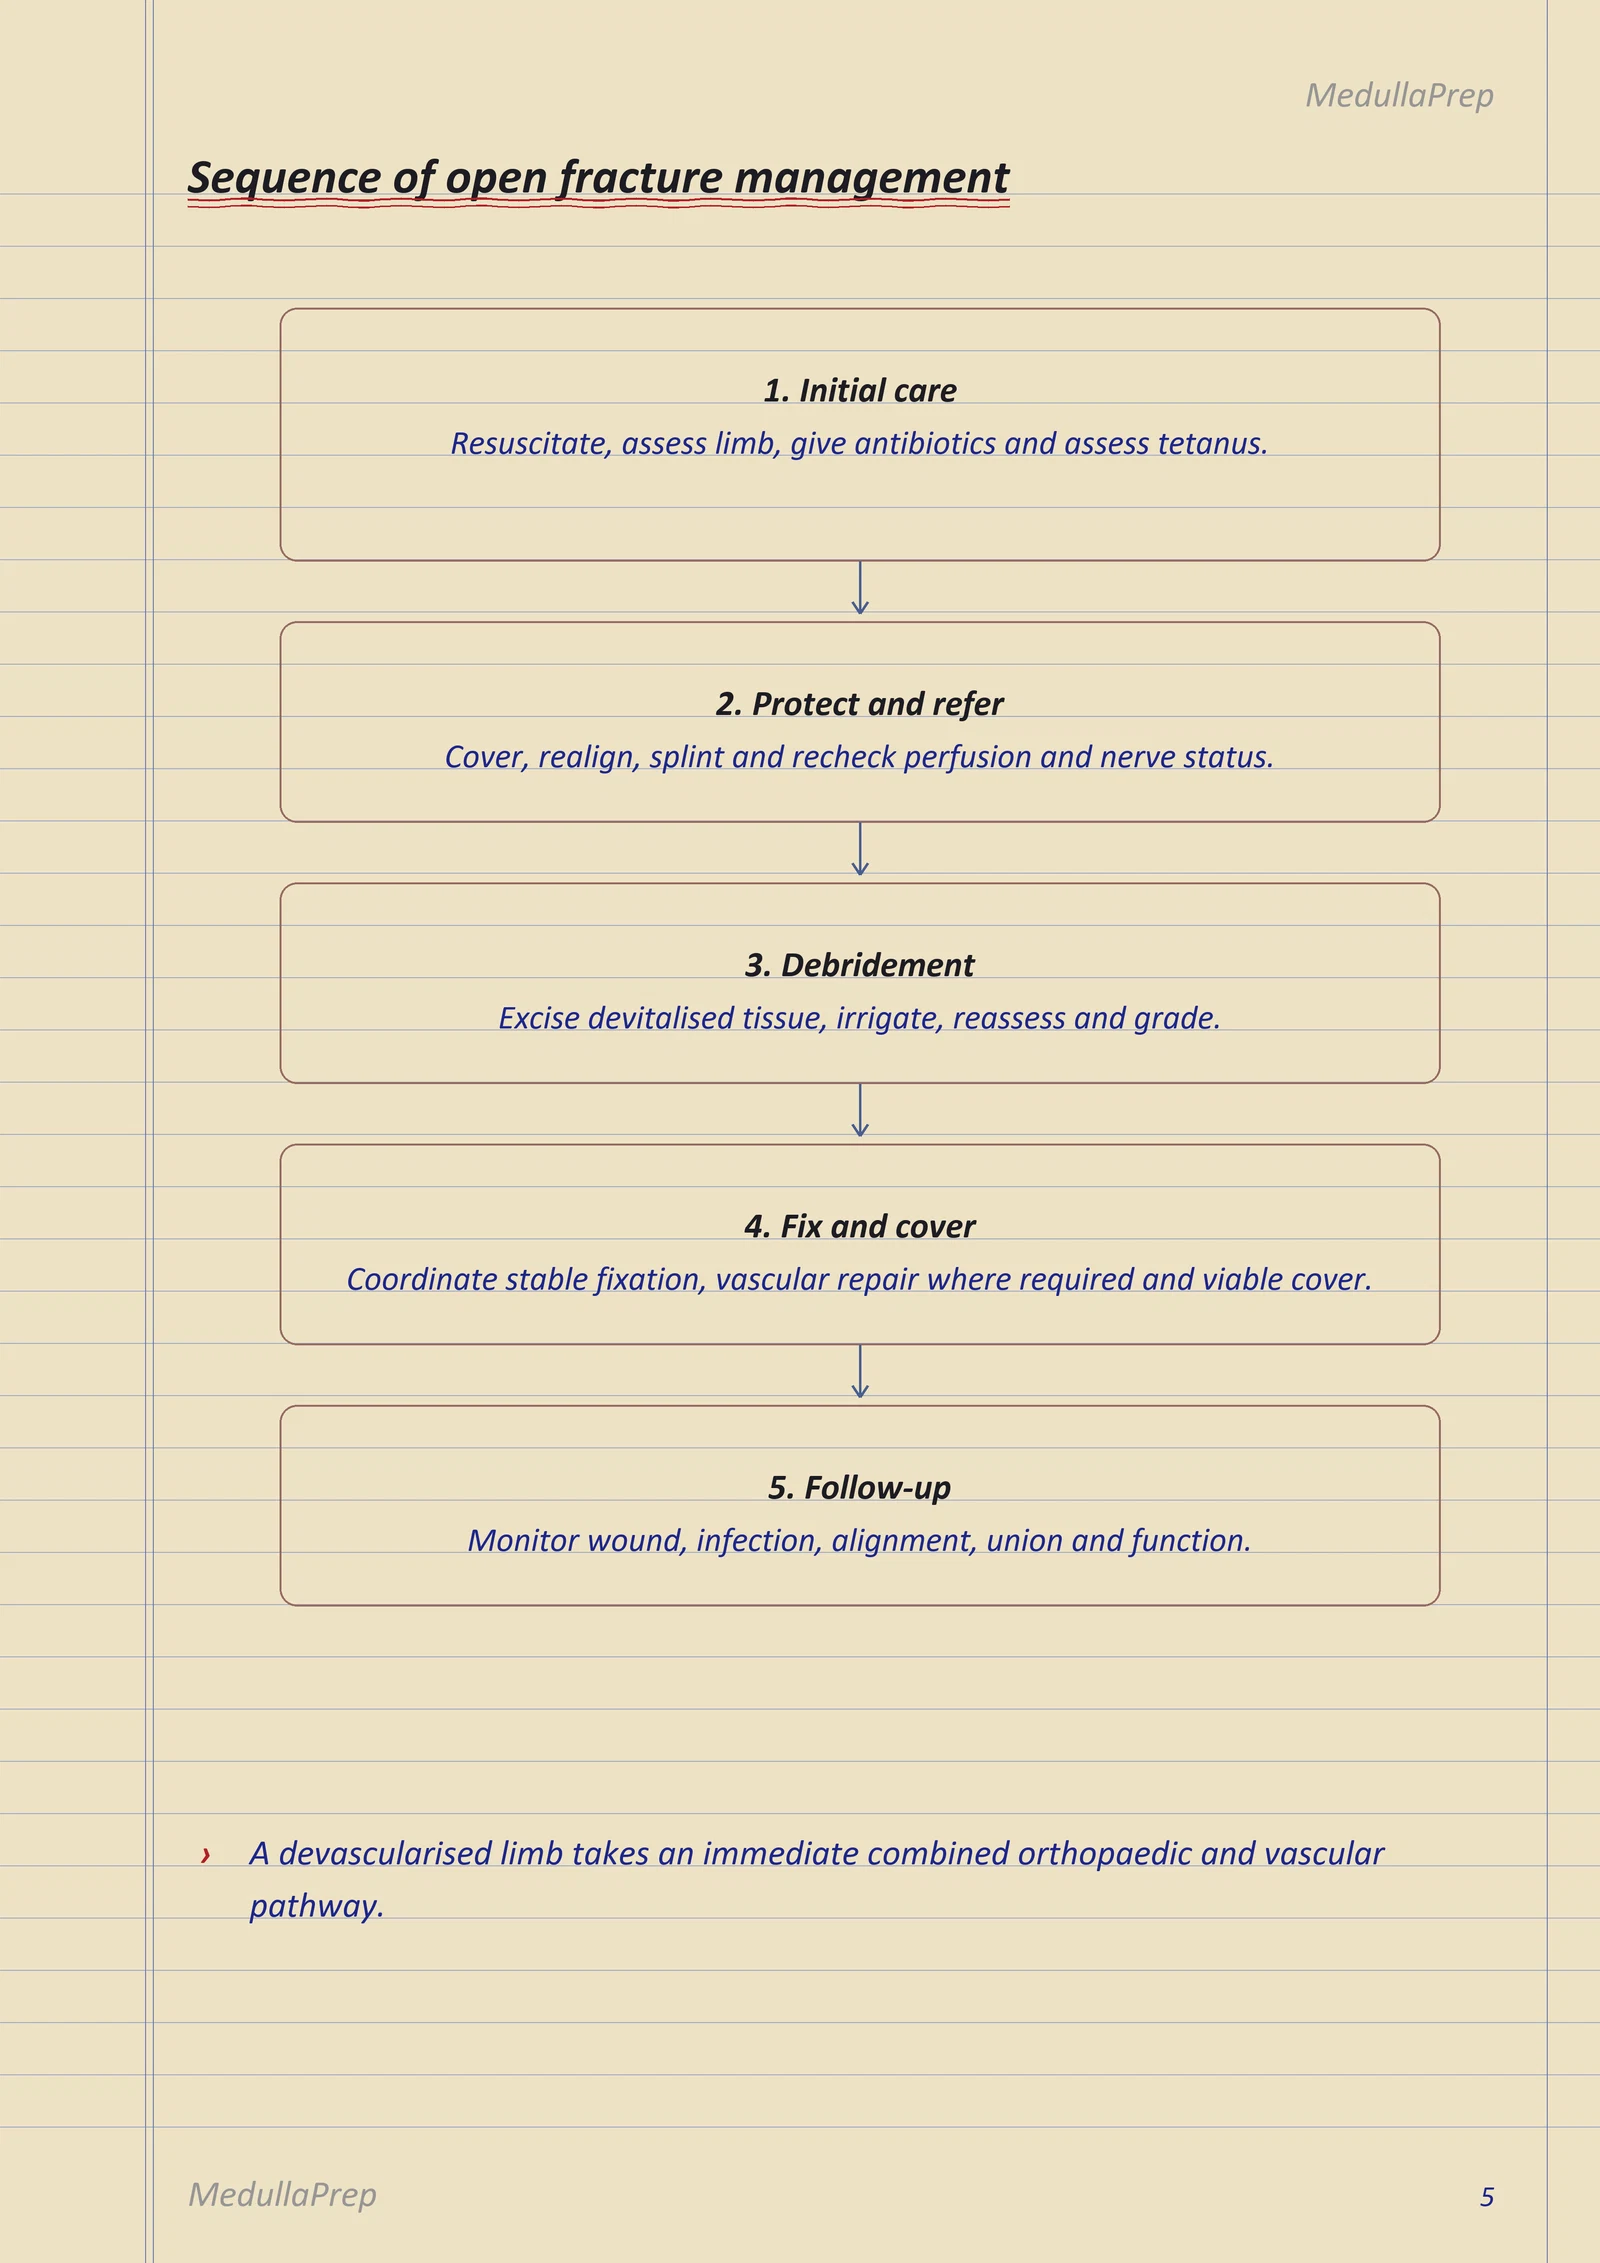 MedullaPrep
Sequence of open fracture management
1. Initial care
Resuscitate, assess limb, give antibiotics and assess tetanus.
2. Protect and refer
Cover, realign, splint and recheck perfusion and nerve status.
3. Debridement
Excise devitalised tissue, irrigate, reassess and grade.
4. Fix and cover
Coordinate stable fixation, vascular repair where required and viable cover.
5. Follow-up
Monitor wound, infection, alignment, union and function.
› A devascularised limb takes an immediate combined orthopaedic and vascular
pathway.
MedullaPrep
5